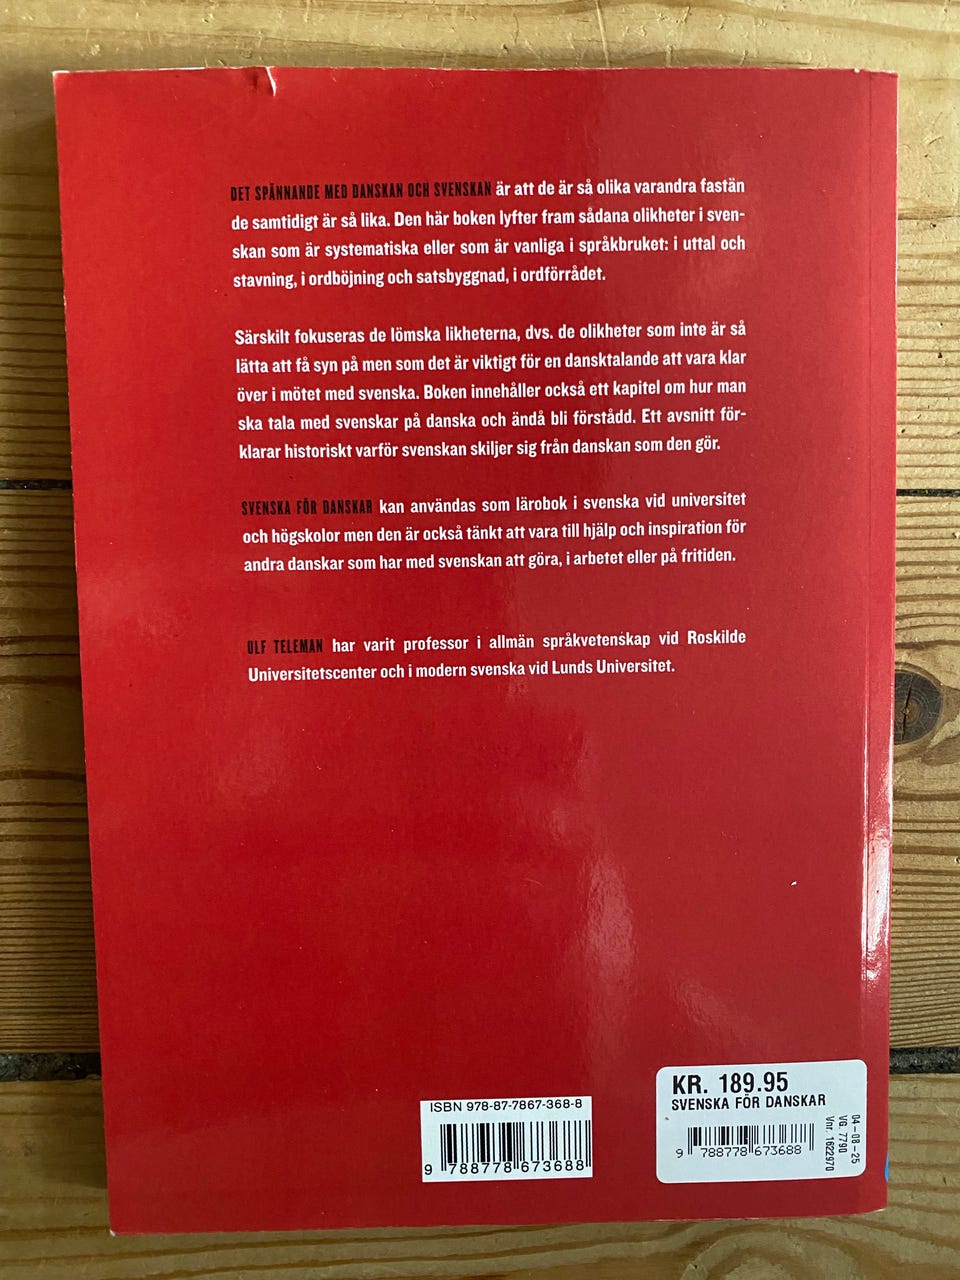 DET SPÄNNANDE MED DANSKAN OCH SVENSKAN är att de är så olika varandra fastän
de samtidigt är så lika. Den här boken lyfter fram sådana olikheter i sven-
skan som är systematiska eller som är vanliga i språkbruket: i uttal och
stavning, i ordböjning och satsbyggnad, i ordförrådet.
Särskilt fokuseras de lömska likheterna, dvs. de olikheter som inte är så
lätta att få syn på men som det är viktigt för en dansktalande att vara klar
över i mötet med svenska. Boken innehåller också ett kapitel om hur man
ska tala med svenskar på danska och ändå bli förstådd. Ett avsnitt för-
klarar historiskt varför svenskan skiljer sig från danskan som den gör.
SVENSKA FÖR DANSKAR kan användas som lärobok i svenska vid universitet
och högskolor men den är också tänkt att vara till hjälp och inspiration för
andra danskar som har med svenskan att göra, i arbetet eller på fritiden.
ULF TELEMAN har varit professor i allmän språkvetenskap vid Roskilde
Universitetscenter och i modern svenska vid Lunds Universitet.
ISBN 978-87-7867-368-8
9 788778 673688
KR. 189.95
SVENSKA FÖR DANSKAR
9 788778 673688
04-08-25
VG. 7790
Vnr. 1622970